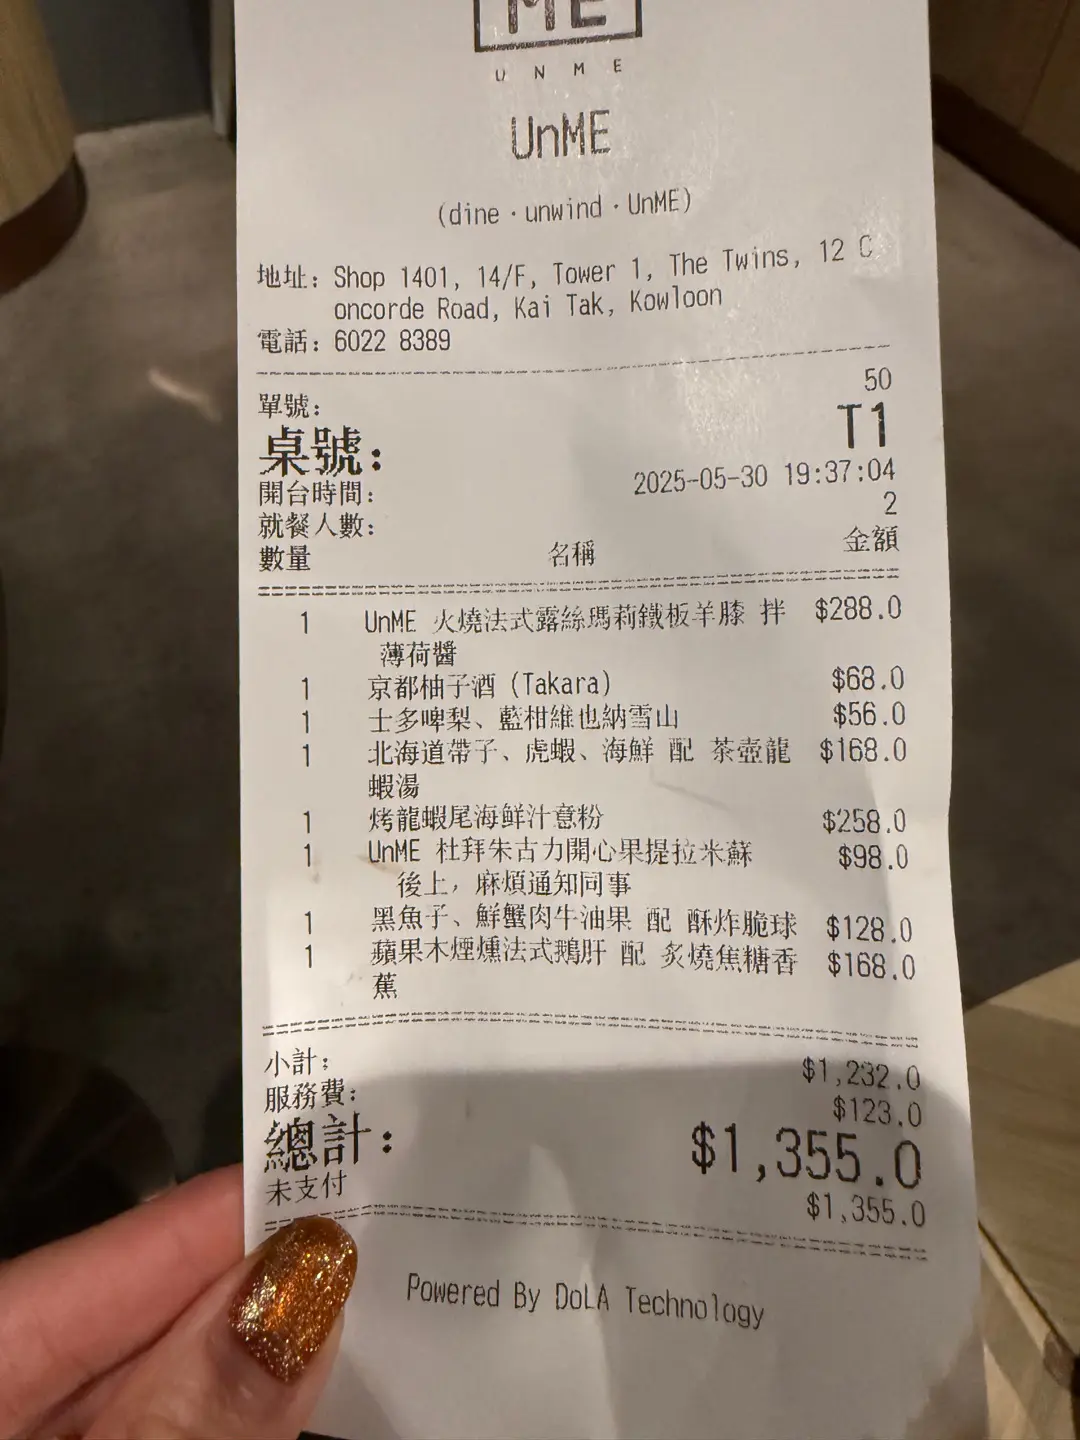 ME
UNME
UnME
(dine · unwind · UnME)
地址: Shop 1401, 14/F, Tower 1, The Twins, 12 C
oncorde Road, Kai Tak, Kowloon
電話: 6022 8389
單號: 50
桌號: T1
開台時間: 2025-05-30 19:37:04
就餐人數: 2
數量 名稱 金額
1 UnME 火燒法式露絲瑪莉鐵板羊膝 拌 $288.0
薄荷醬
1 京都柚子酒 (Takara) $68.0
1 士多啤梨、藍柑維也納雪山 $56.0
1 北海道帶子、虎蝦、海鮮 配 茶壺龍 $168.0
蝦湯
1 烤龍蝦尾海鮮汁意粉 $258.0
1 UnME 杜拜朱古力開心果提拉米蘇 $98.0
後上, 麻煩通知同事
1 黑魚子、鮮蟹肉牛油果 配 酥炸脆球 $128.0
1 蘋果木煙燻法式鵝肝 配 炙燒焦糖香 $168.0
蕉
小計: $1,232.0
服務費: $123.0
總計: $1,355.0
未支付 $1,355.0
Powered By DoLA Technology